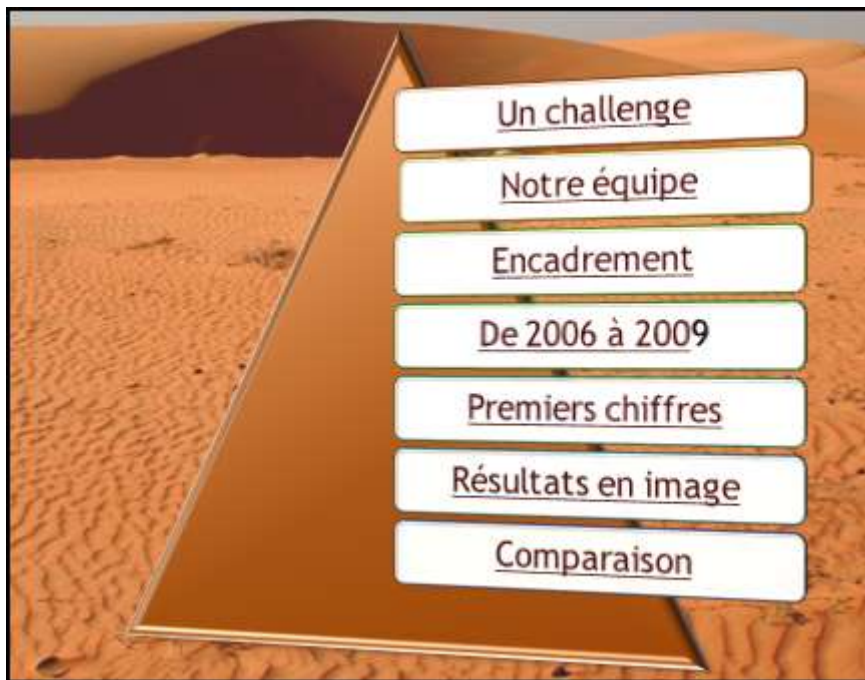 Un challenge
Notre équipe
Encadrement
De 2006 à 2009
Premiers chiffres
Résultats en image
Comparaison